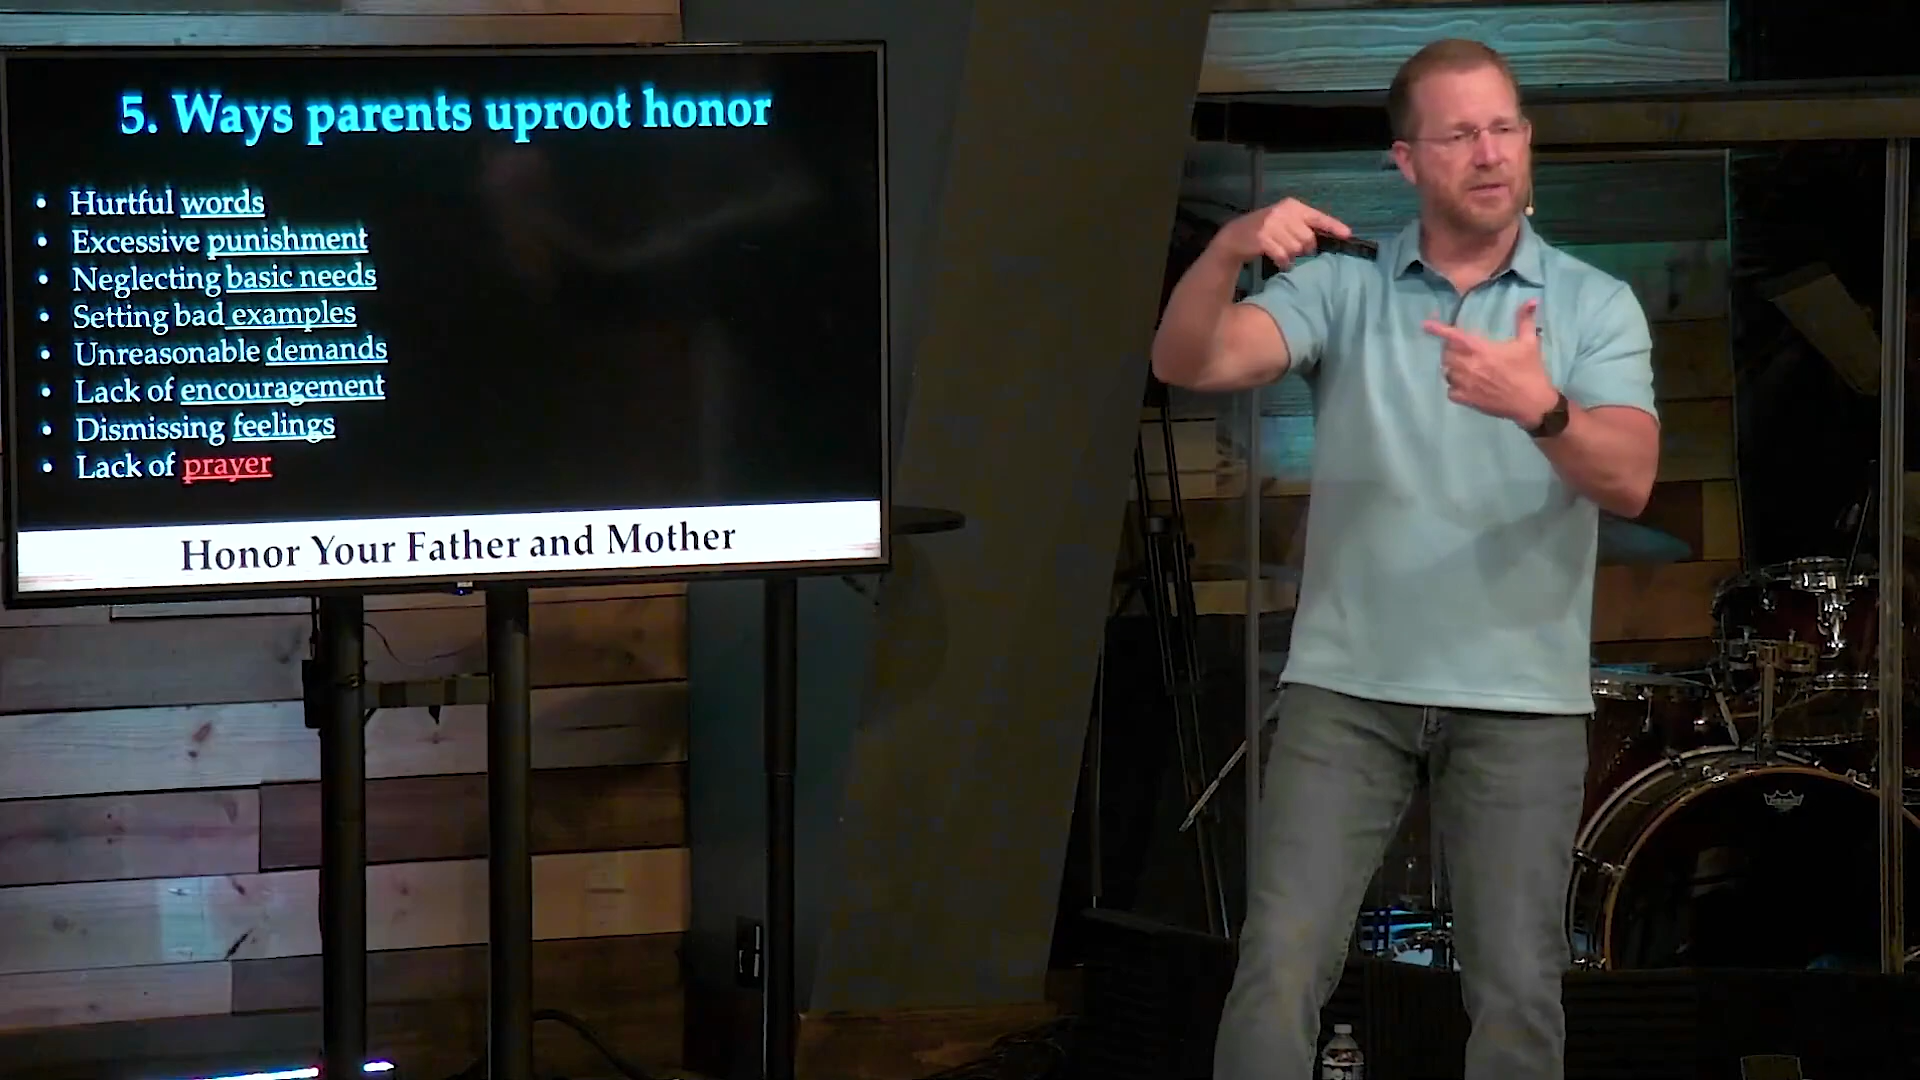 5. Ways parents uproot honor
• Hurtful words
• Excessive punishment
• Neglecting basic needs
• Setting bad examples
• Unreasonable demands
• Lack of encouragement
• Dismissing feelings
• Lack of prayer
Honor Your Father and Mother